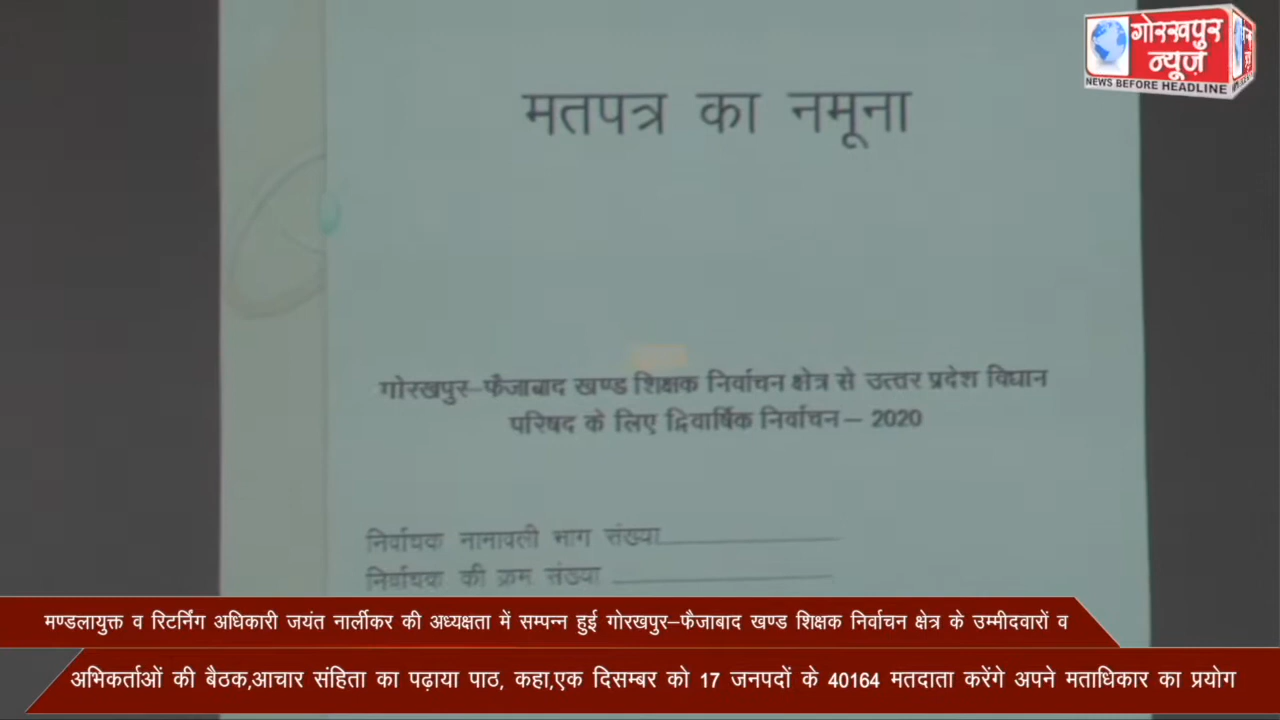 गोरखपुर
न्यूज़
NEWS BEFORE HEADLINE
मतपत्र का नमूना
गोरखपुर–फैजाबाद खण्ड शिक्षक निर्वाचन क्षेत्र से उत्तर प्रदेश विधान
परिषद के लिए द्विवार्षिक निर्वाचन– 2020
निर्वाचक नामावली भाग संख्या
निर्वाचक की क्रम संख्या
मण्डलायुक्त व रिटर्निंग अधिकारी जयंत नार्लीकर की अध्यक्षता में सम्पन्न हुई गोरखपुर–फैजाबाद खण्ड शिक्षक निर्वाचन क्षेत्र के उम्मीदवारों व
अभिकर्ताओं की बैठक,आचार संहिता का पढ़ाया पाठ, कहा,एक दिसम्बर को 17 जनपदों के 40164 मतदाता करेंगे अपने मताधिकार का प्रयोग